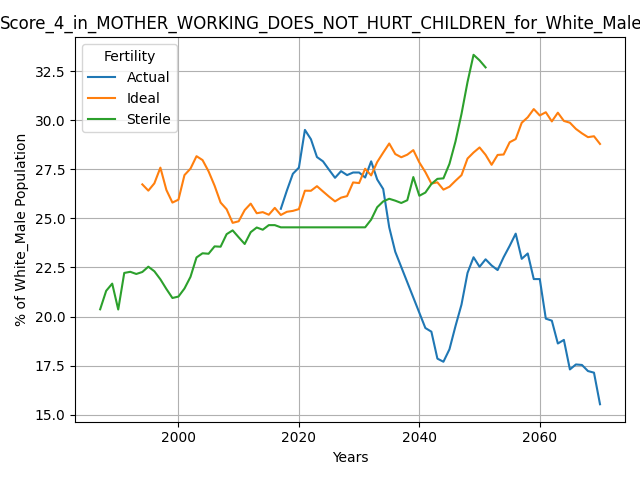 Score_4_in_MOTHER_WORKING_DOES_NOT_HURT_CHILDREN_for_White_Male
Fertility
Actual
Ideal
Sterile
% of White_Male Population
32.5
30.0
27.5
25.0
22.5
20.0
17.5
15.0
2000
2020
2040
2060
Years